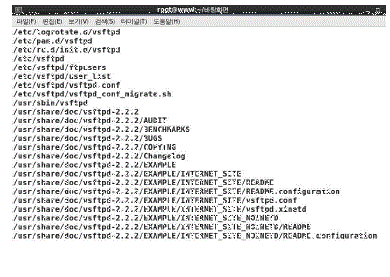 root@www:~/바탕화면
파일(F) 편집(E) 보기(V) 검색(S) 터미널(T) 도움말(H)
/etc/logrotate.d/vsftpd
/etc/pam.d/vsftpd
/etc/rc.d/init.d/vsftpd
/etc/vsftpd
/etc/vsftpd/ftpusers
/etc/vsftpd/user_list
/etc/vsftpd/vsftpd.conf
/etc/vsftpd/vsftpd_conf_migrate.sh
/usr/sbin/vsftpd
/usr/share/doc/vsftpd-2.2.2
/usr/share/doc/vsftpd-2.2.2/AUDIT
/usr/share/doc/vsftpd-2.2.2/BENCHMARKS
/usr/share/doc/vsftpd-2.2.2/BUGS
/usr/share/doc/vsftpd-2.2.2/COPYING
/usr/share/doc/vsftpd-2.2.2/Changelog
/usr/share/doc/vsftpd-2.2.2/EXAMPLE
/usr/share/doc/vsftpd-2.2.2/EXAMPLE/INTERNET_SITE
/usr/share/doc/vsftpd-2.2.2/EXAMPLE/INTERNET_SITE/README
/usr/share/doc/vsftpd-2.2.2/EXAMPLE/INTERNET_SITE/README.configuration
/usr/share/doc/vsftpd-2.2.2/EXAMPLE/INTERNET_SITE/vsftpd.conf
/usr/share/doc/vsftpd-2.2.2/EXAMPLE/INTERNET_SITE/vsftpd.xinetd
/usr/share/doc/vsftpd-2.2.2/EXAMPLE/INTERNET_SITE_NOINETD
/usr/share/doc/vsftpd-2.2.2/EXAMPLE/INTERNET_SITE_NOINETD/README
/usr/share/doc/vsftpd-2.2.2/EXAMPLE/INTERNET_SITE_NOINETD/README.configuration